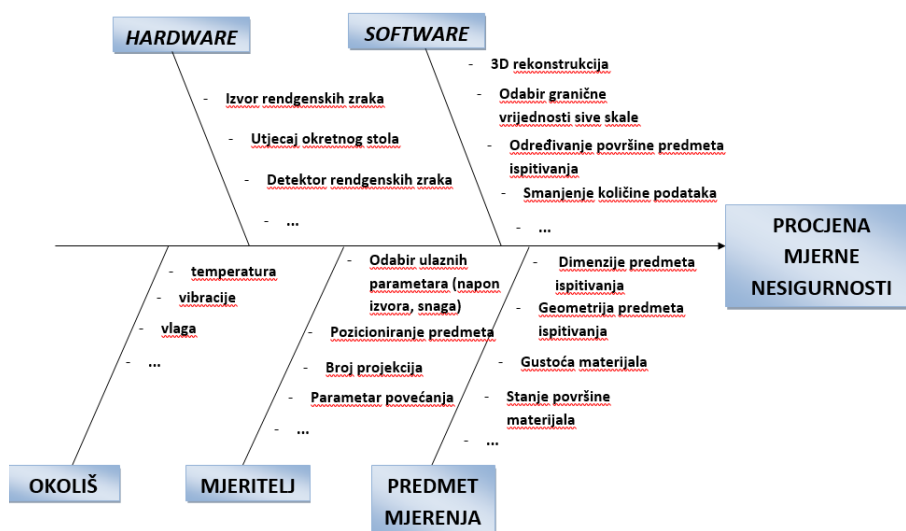 HARDWARE
- Izvor rendgenskih zraka
- Utjecaj okretnog stola
- Detektor rendgenskih zraka
- ...
SOFTWARE
- 3D rekonstrukcija
- Odabir granične
vrijednosti sive skale
- Određivanje površine predmeta
ispitivanja
- Smanjenje količine podataka
- ...
PROCJENA
MJERNE
NESIGURNOSTI
- temperatura
- vibracije
- vlaga
- ...
OKOLIŠ
- Odabir ulaznih
parametara (napon
izvora, snaga)
- Pozicioniranje predmeta
- Broj projekcija
- Parametar povećanja
- ...
MJERITELJ
- Dimenzije predmeta
ispitivanja
- Geometrija predmeta
ispitivanja
- Gustoća materijala
- Stanje površine
materijala
- ...
PREDMET
MJERENJA